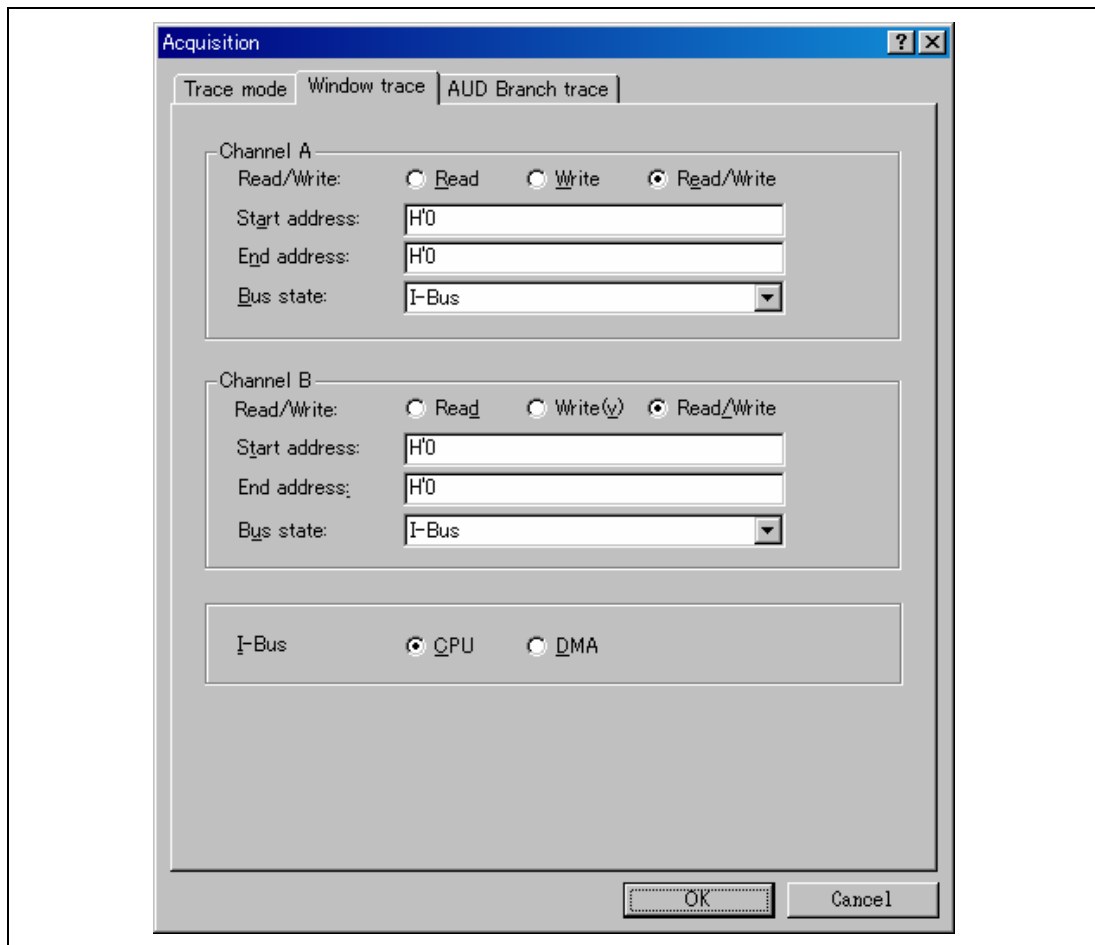 Acquisition
Trace mode Window trace AUD Branch trace
Channel A
Read/Write: Read Write Read/Write
Start address: H'0
End address: H'0
Bus state: I-Bus
Channel B
Read/Write: Read Write(v) Read/Write
Start address: H'0
End address: H'0
Bus state: I-Bus
I-Bus CPU DMA
OK Cancel